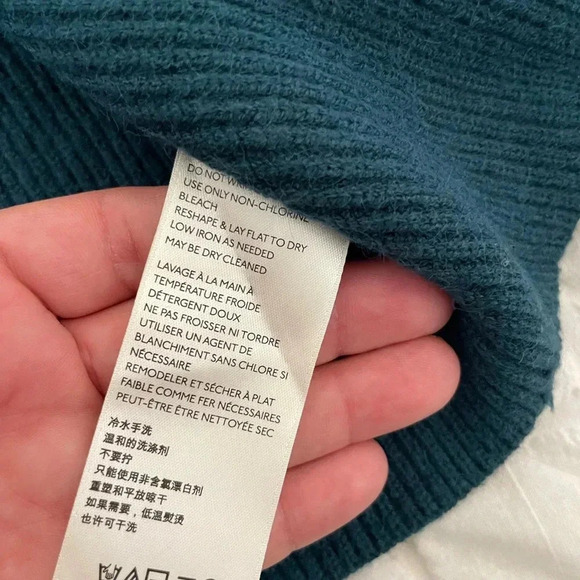 DO NOT
USE ONLY NON-CHLORINE
BLEACH
RESHAPE & LAY FLAT TO DRY
LOW IRON AS NEEDED
MAY BE DRY CLEANED
LAVAGE À LA MAIN À
TEMPÉRATURE FROIDE
DÉTERGENT DOUX
NE PAS FROISSER NI TORDRE
UTILISER UN AGENT DE
BLANCHIMENT SANS CHLORE SI
NÉCESSAIRE
REMODELER ET SÉCHER À PLAT
FAIBLE COMME FER NÉCESSAIRES
PEUT-ÊTRE ÊTRE NETTOYÉE SEC
冷水手洗
温和的洗涤剂
不要拧
只能使用非含氯漂白剂
重塑和平放晾干
如果需要，低温熨烫
也许可干洗